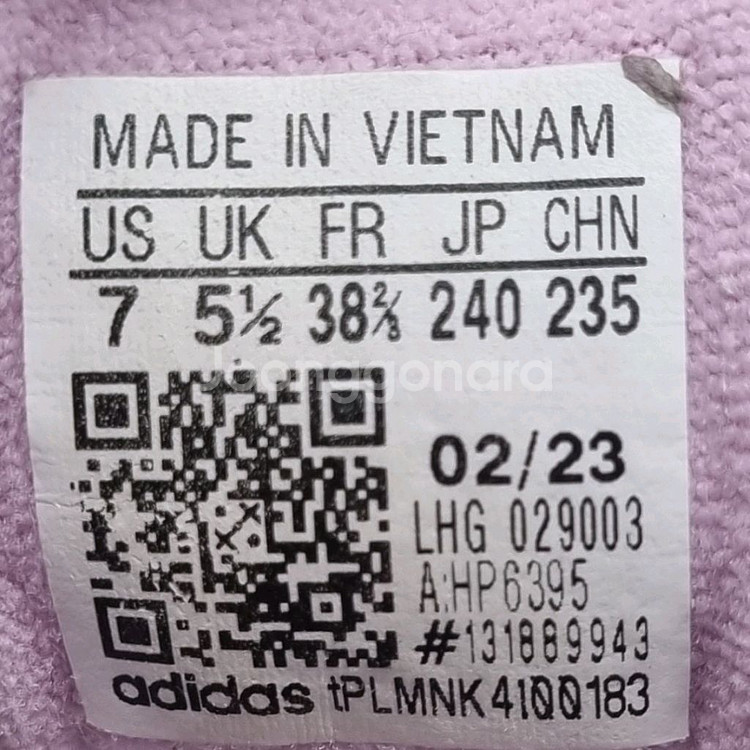 MADE IN VIETNAM
US UK FR JP CHN
7 5½ 38⅔ 240 235
Joonggonara
02/23
LHG 029003
A:HP6395
#131889943
adidas tPLMNK4100183